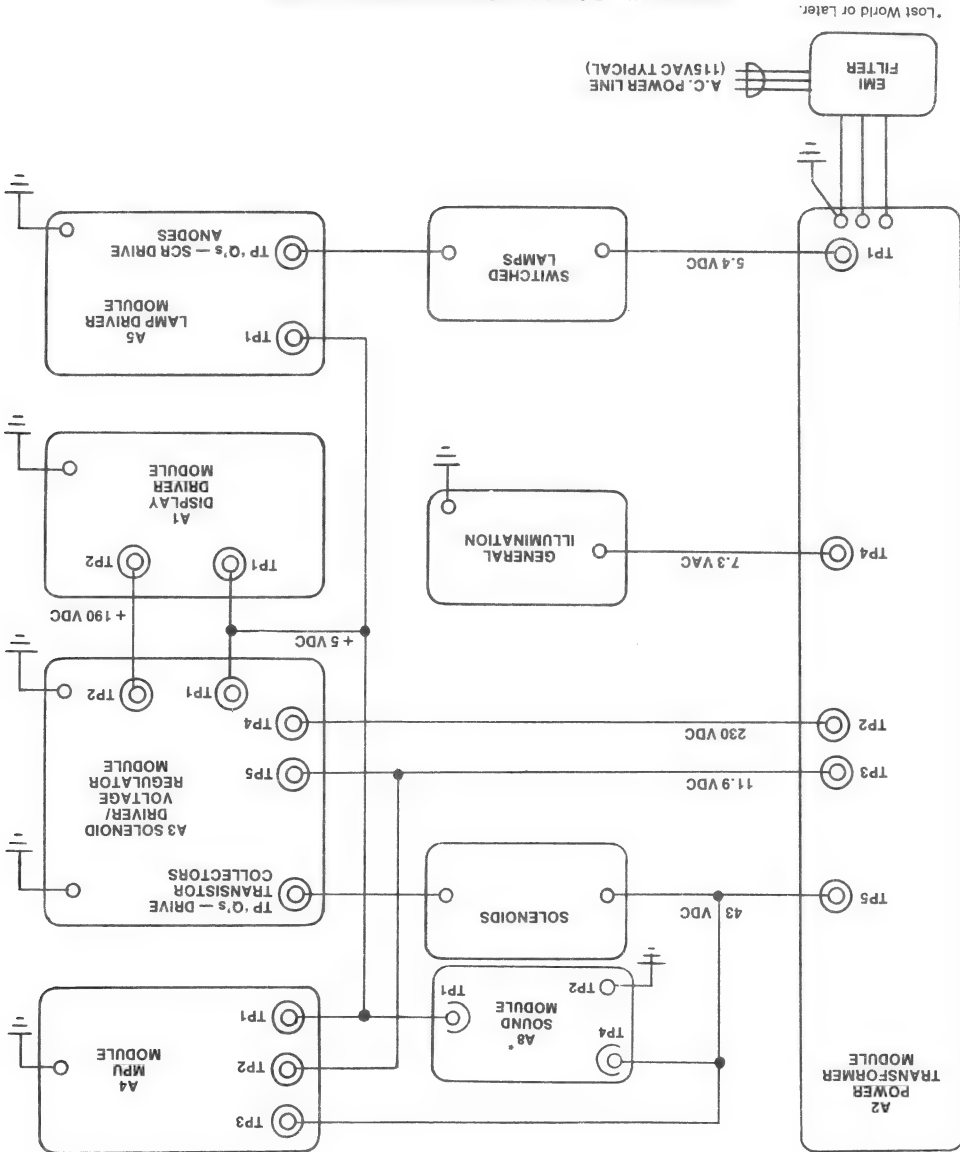 A2
POWER
TRANSFORMER
MODULE
TP5
TP3
TP2
TP4
TP1
43 VDC
11.9 VDC
230 VDC
7.3 VAC
5.4 VDC
TP4
A8*
SOUND
MODULE
TP2
TP1
SOLENOIDS
GENERAL
ILLUMINATION
SWITCHED
LAMPS
TP3
TP2
TP1
A4
MPU
MODULE
TP 'Q's — DRIVE
TRANSISTOR
COLLECTORS
A3 SOLENOID
DRIVER/
VOLTAGE
REGULATOR
MODULE
TP5
TP4
TP1
TP2
+ 5 VDC
+ 190 VDC
TP1
TP2
A1
DISPLAY
DRIVER
MODULE
TP1
A5
LAMP DRIVER
MODULE
TP 'Q's — SCR DRIVE
ANODES
EMI
FILTER
A.C. POWER LINE
(115VAC TYPICAL)
*Lost World or Later.